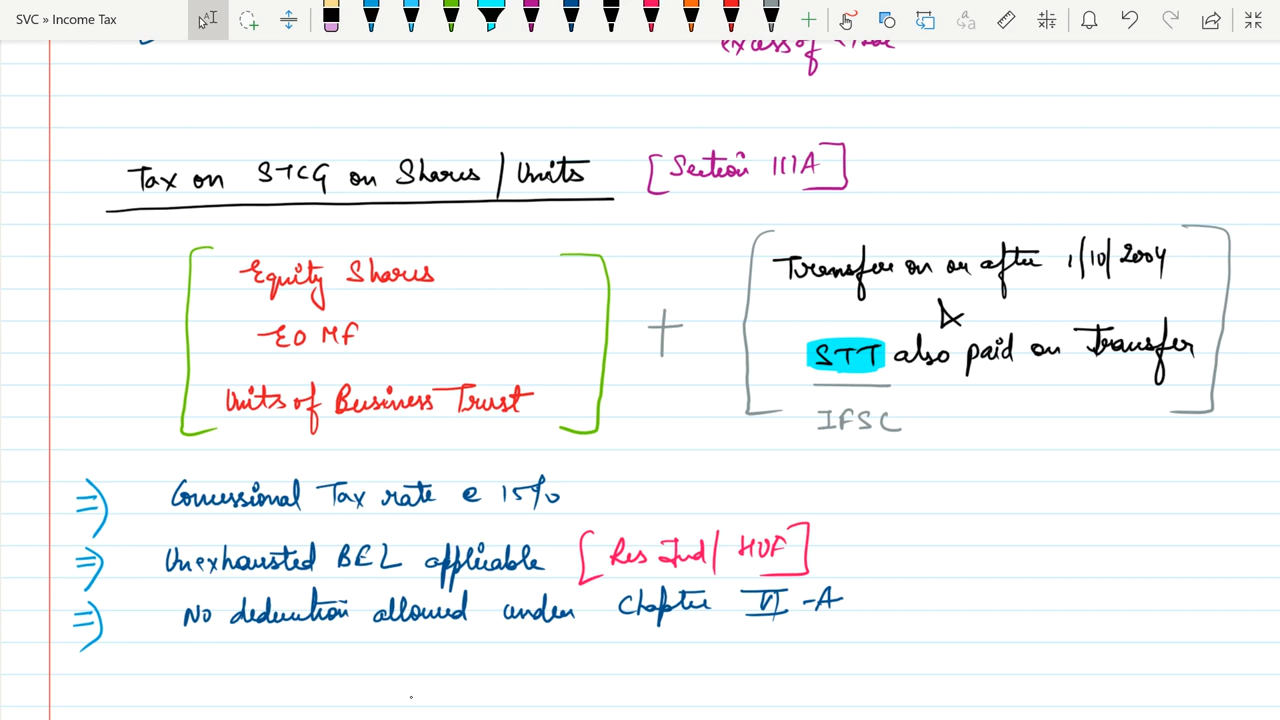 SVC » Income Tax
excess of
Tax on STCG on Shares / Units [Section 111A]
Equity Shares
EO MF
Units of Business Trust
+
Transfer on or after 1/10/2004
&
STT also paid on Transfer
IFSC
⇒ Concessional Tax rate @ 15%
⇒ Unexhausted BEL applicable [Res Ind / HUF]
⇒ No deduction allowed under Chapter VI-A